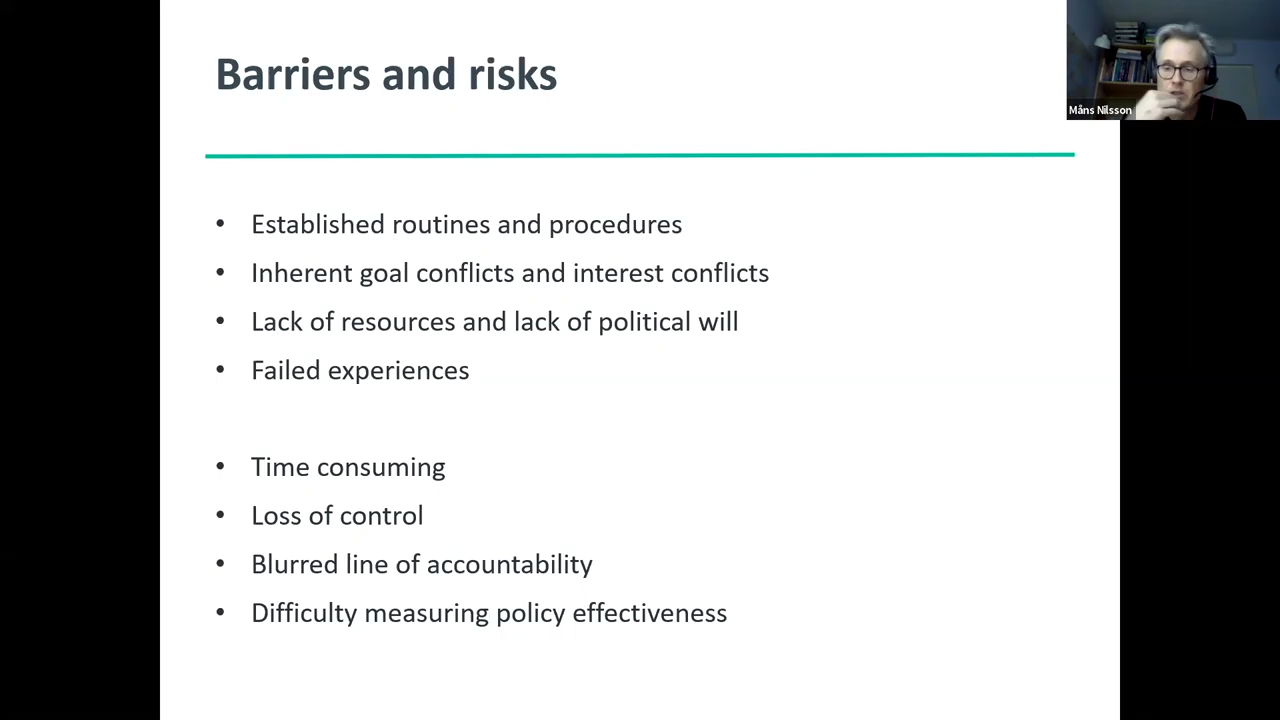 Barriers and risks
Måns Nilsson
• Established routines and procedures
• Inherent goal conflicts and interest conflicts
• Lack of resources and lack of political will
• Failed experiences
• Time consuming
• Loss of control
• Blurred line of accountability
• Difficulty measuring policy effectiveness